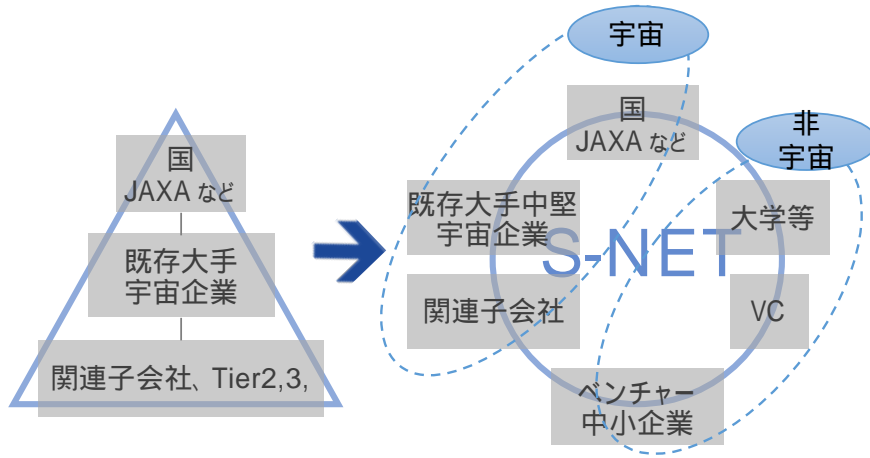 国
JAXA など
既存大手
宇宙企業
関連子会社、Tier2,3,
宇宙
国
JAXA など
非
宇宙
既存大手中堅
宇宙企業
大学等
S-NET
関連子会社
VC
ベンチャー
中小企業